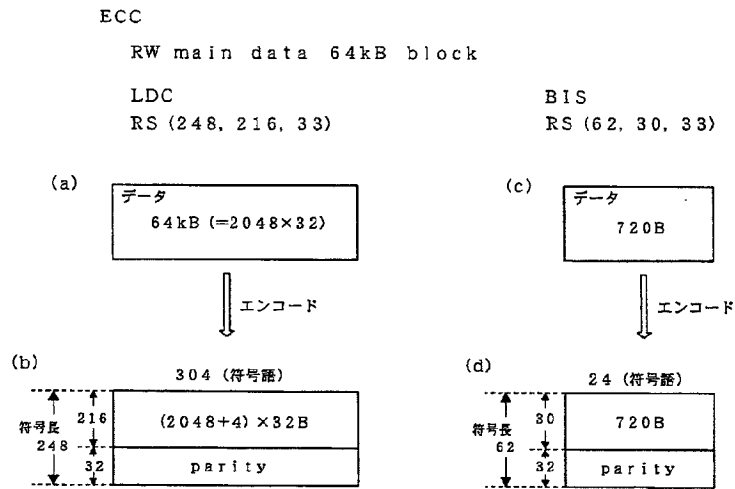 ECC
RW main data 64kB block
LDC
RS (248, 216, 33)
BIS
RS (62, 30, 33)
(a)
データ
64kB (=2048×32)
(c)
データ
720B
エンコード
エンコード
(b)
304 (符号語)
符号長
248
216
(2048+4) ×32B
32
parity
(d)
24 (符号語)
符号長
62
30
720B
32
parity